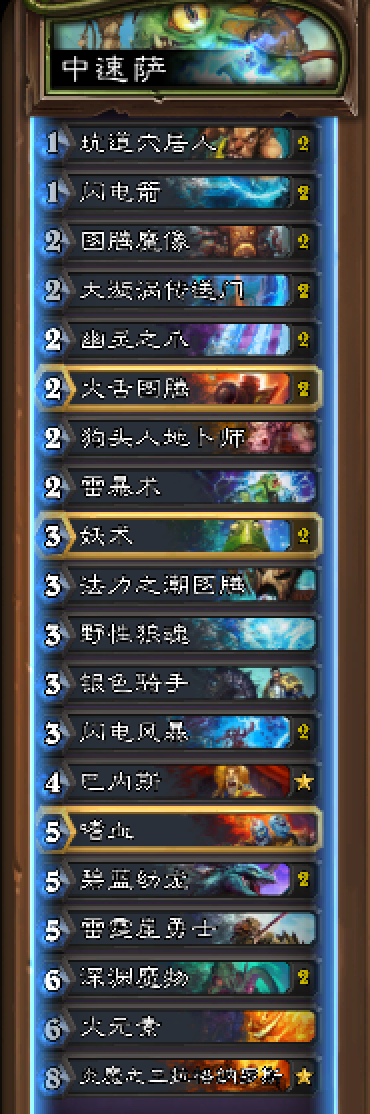 中速萨
1 坑道穴居人 2
1 闪电箭 2
2 图腾魔像 2
2 大漩涡传送门 2
2 幽灵之爪 2
2 火舌图腾 2
2 狗头人地卜师
2 雷暴术
3 妖术 2
3 法力之潮图腾
3 野性狼魂
3 银色骑手
3 闪电风暴 2
4 巴内斯
5 嗜血
5 碧蓝幼龙 2
5 雷霆崖勇士
6 深渊魔物 2
6 火元素
8 炎魔之王拉格纳罗斯